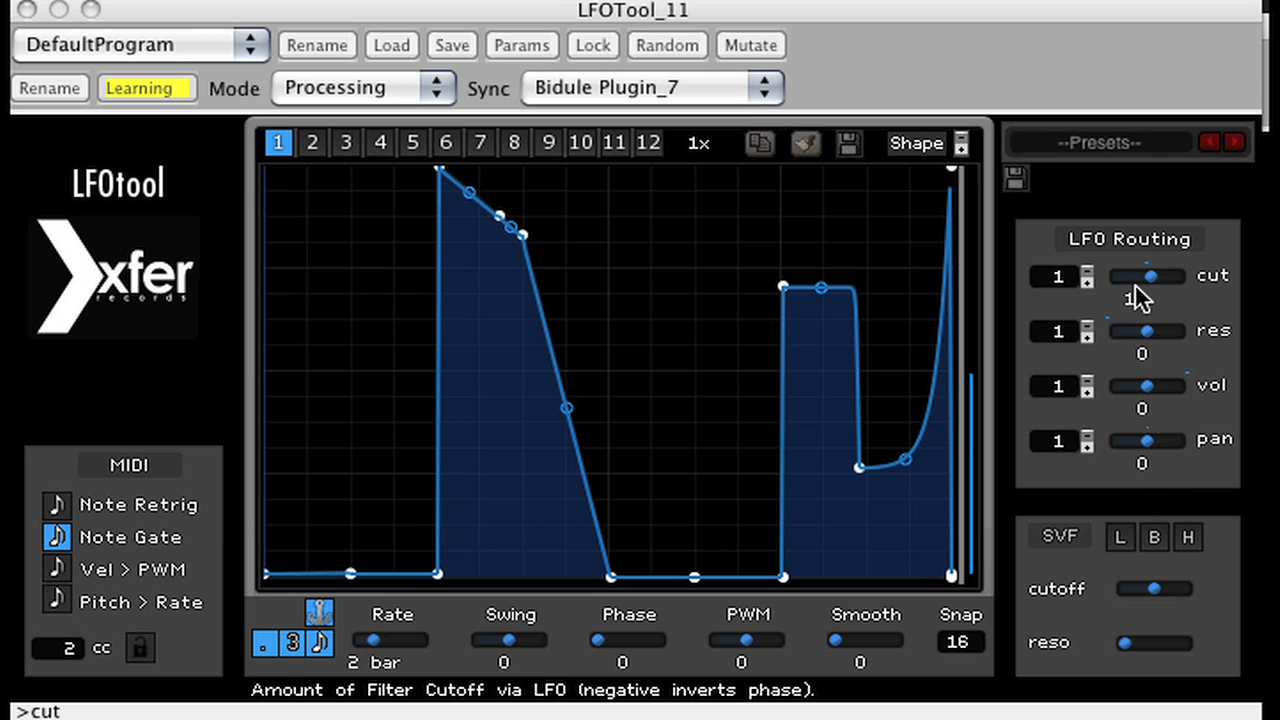 LFOTool_11
DefaultProgram Rename Load Save Params Lock Random Mutate
Rename Learning Mode Processing Sync Bidule Plugin_7
1 2 3 4 5 6 7 8 9 10 11 12 1x Shape
--Presets--
LFOtool
xfer
records
LFO Routing
1 cut
1 res
0
1 vol
0
1 pan
0
MIDI
Note Retrig
Note Gate
Vel > PWM
Pitch > Rate
2 cc
SVF L B H
cutoff
reso
Rate Swing Phase PWM Smooth Snap
. 3 16
2 bar 0 0 0 0
Amount of Filter Cutoff via LFO (negative inverts phase).
>cut